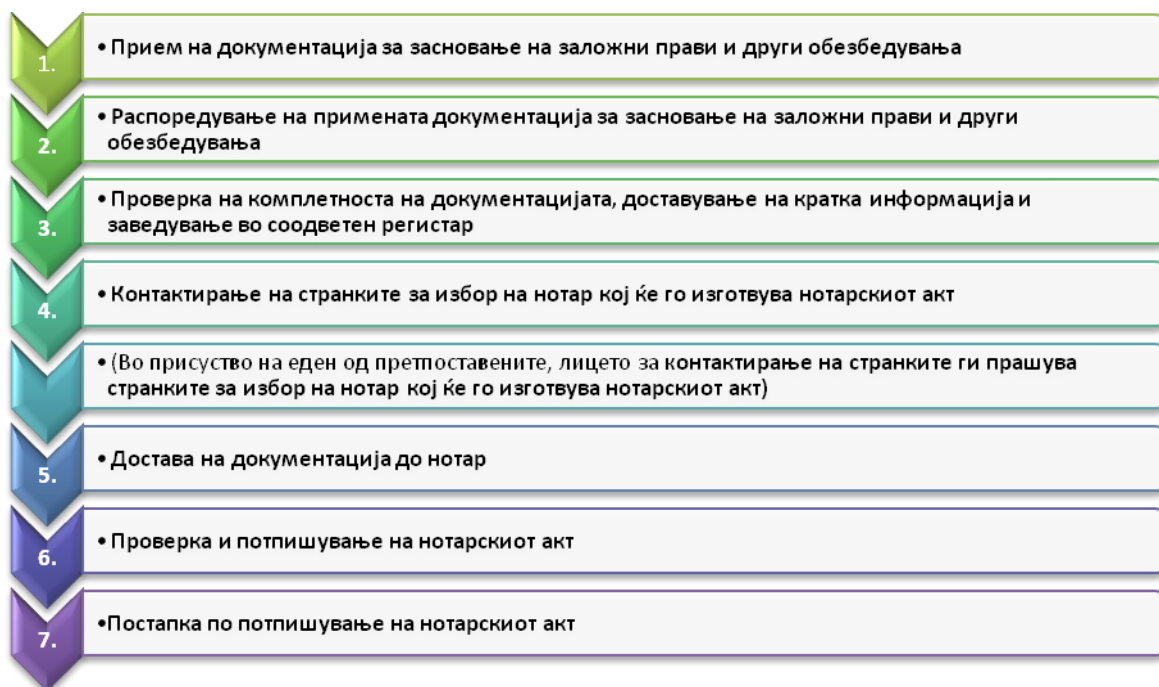 1.
• Прием на документација за засновање на заложни прави и други обезбедувања
2.
• Распоредување на примената документација за засновање на заложни прави и други
обезбедувања
3.
• Проверка на комплетноста на документацијата, доставување на кратка информација и
заведување во соодветен регистар
4.
• Контактирање на странките за избор на нотар кој ќе го изготвува нотарскиот акт
• (Во присуство на еден од претпоставените, лицето за контактирање на странките ги прашува
странките за избор на нотар кој ќе го изготвува нотарскиот акт)
5.
• Достава на документација до нотар
6.
• Проверка и потпишување на нотарскиот акт
7.
•Постапка по потпишување на нотарскиот акт